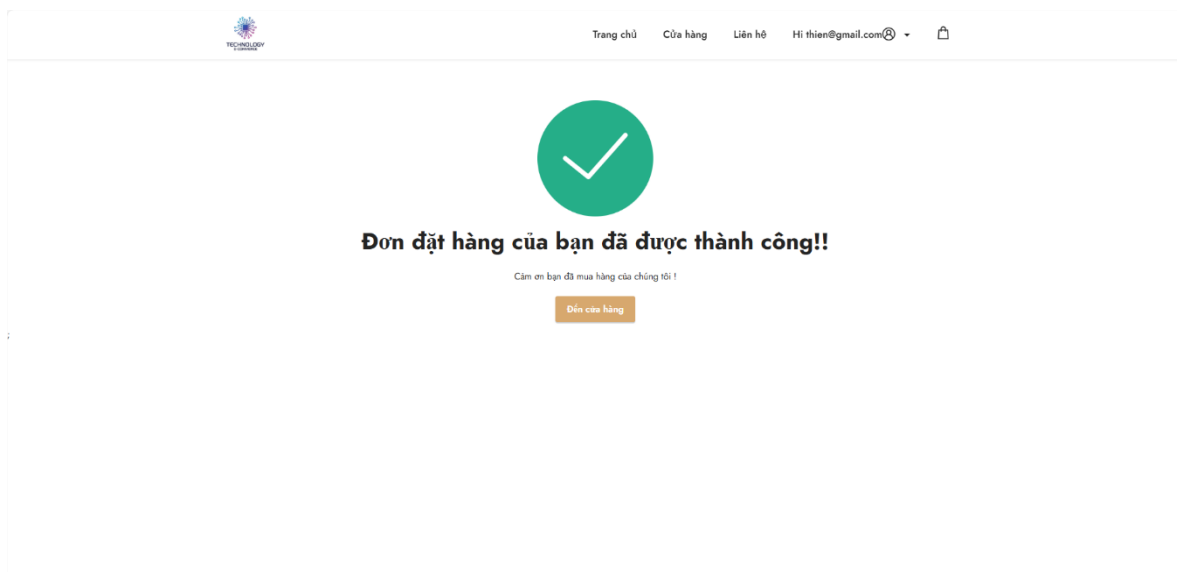 TECHNOLOGY
E-COMMERCE
Trang chủ Cửa hàng Liên hệ Hi thien@gmail.com
Đơn đặt hàng của bạn đã được thành công!!
Cảm ơn bạn đã mua hàng của chúng tôi !
Đến cửa hàng
;